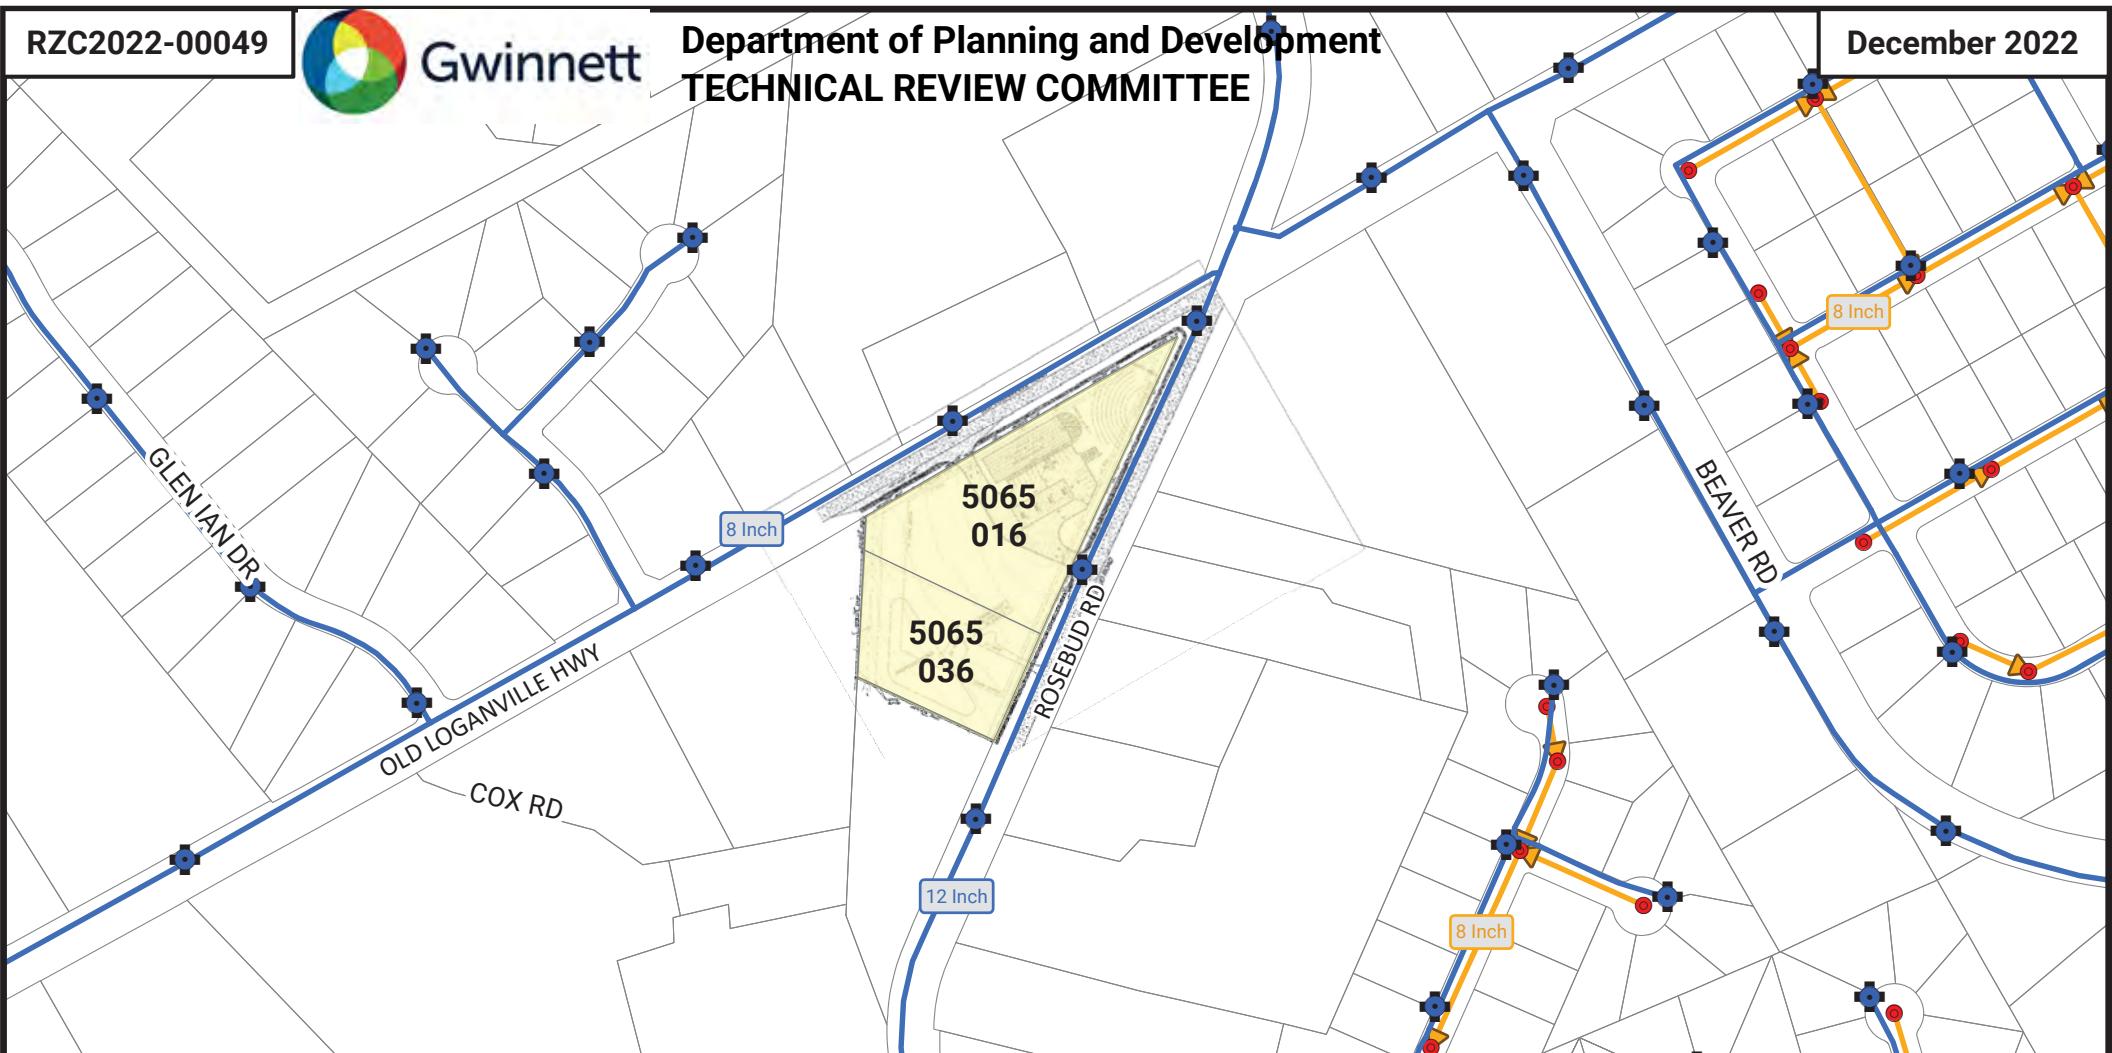 RZC2022-00049
Gwinnett
Department of Planning and Development
TECHNICAL REVIEW COMMITTEE
December 2022
8 Inch
GLEN IAN DR
8 Inch
5065
016
BEAVER RD
5065
036
ROSEBUD RD
OLD LOGANVILLE HWY
COX RD
12 Inch
8 Inch